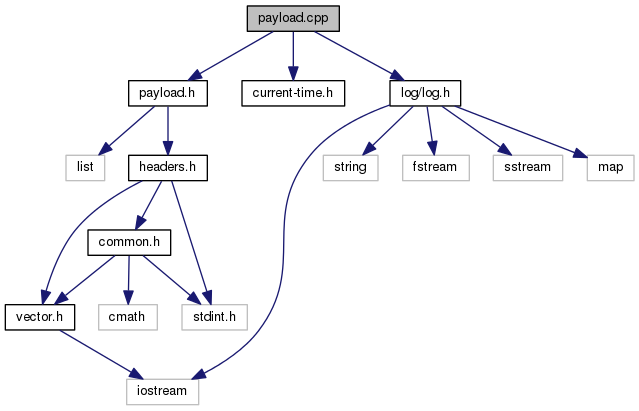 payload.cpp
payload.h
current-time.h
log/log.h
list
headers.h
string
fstream
sstream
map
common.h
vector.h
cmath
stdint.h
iostream